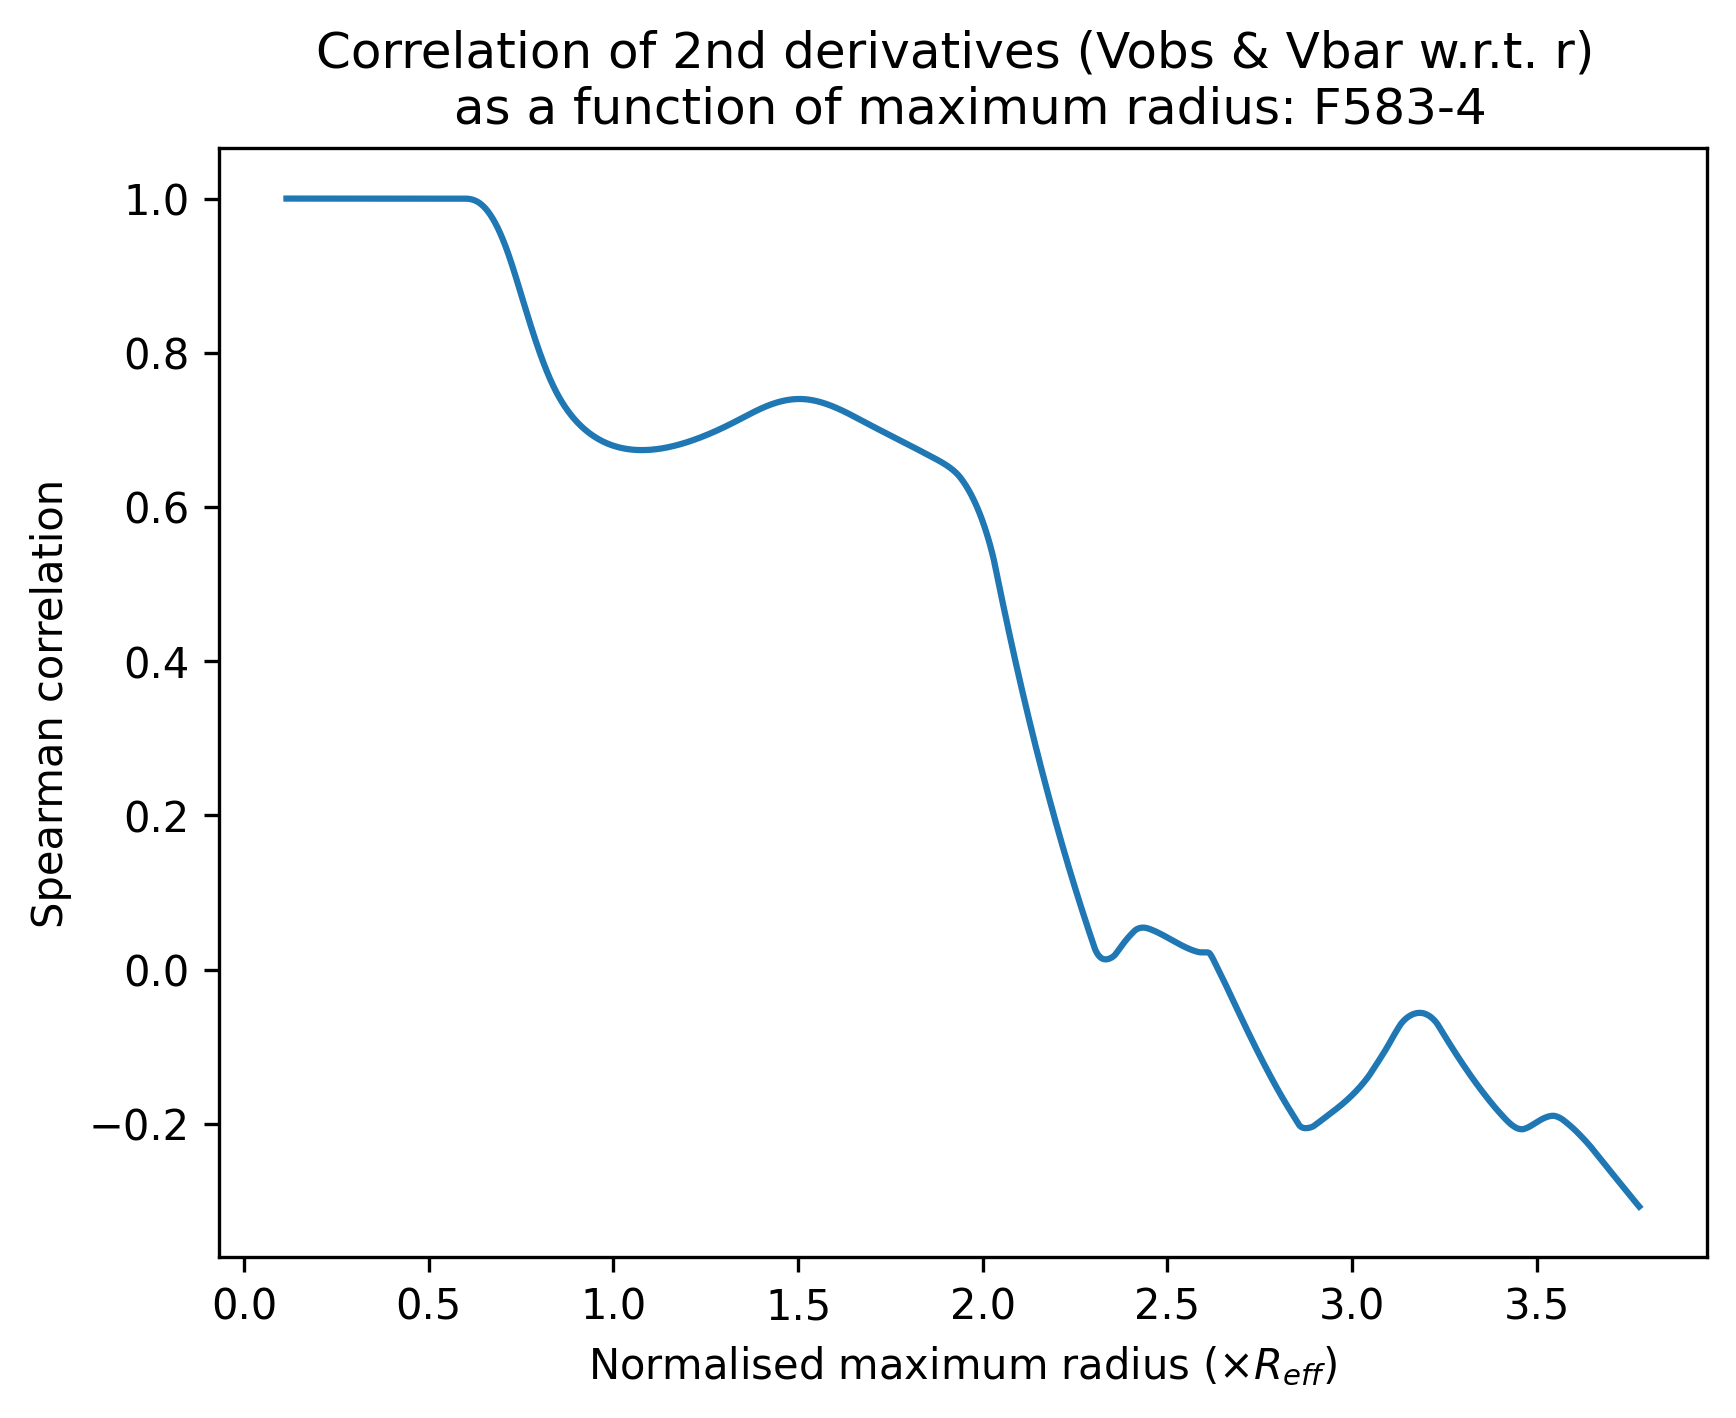 Correlation of 2nd derivatives (Vobs & Vbar w.r.t. r)
as a function of maximum radius: F583-4
Spearman correlation
1.0
0.8
0.6
0.4
0.2
0.0
−0.2
0.0 0.5 1.0 1.5 2.0 2.5 3.0 3.5
Normalised maximum radius (×R_eff)